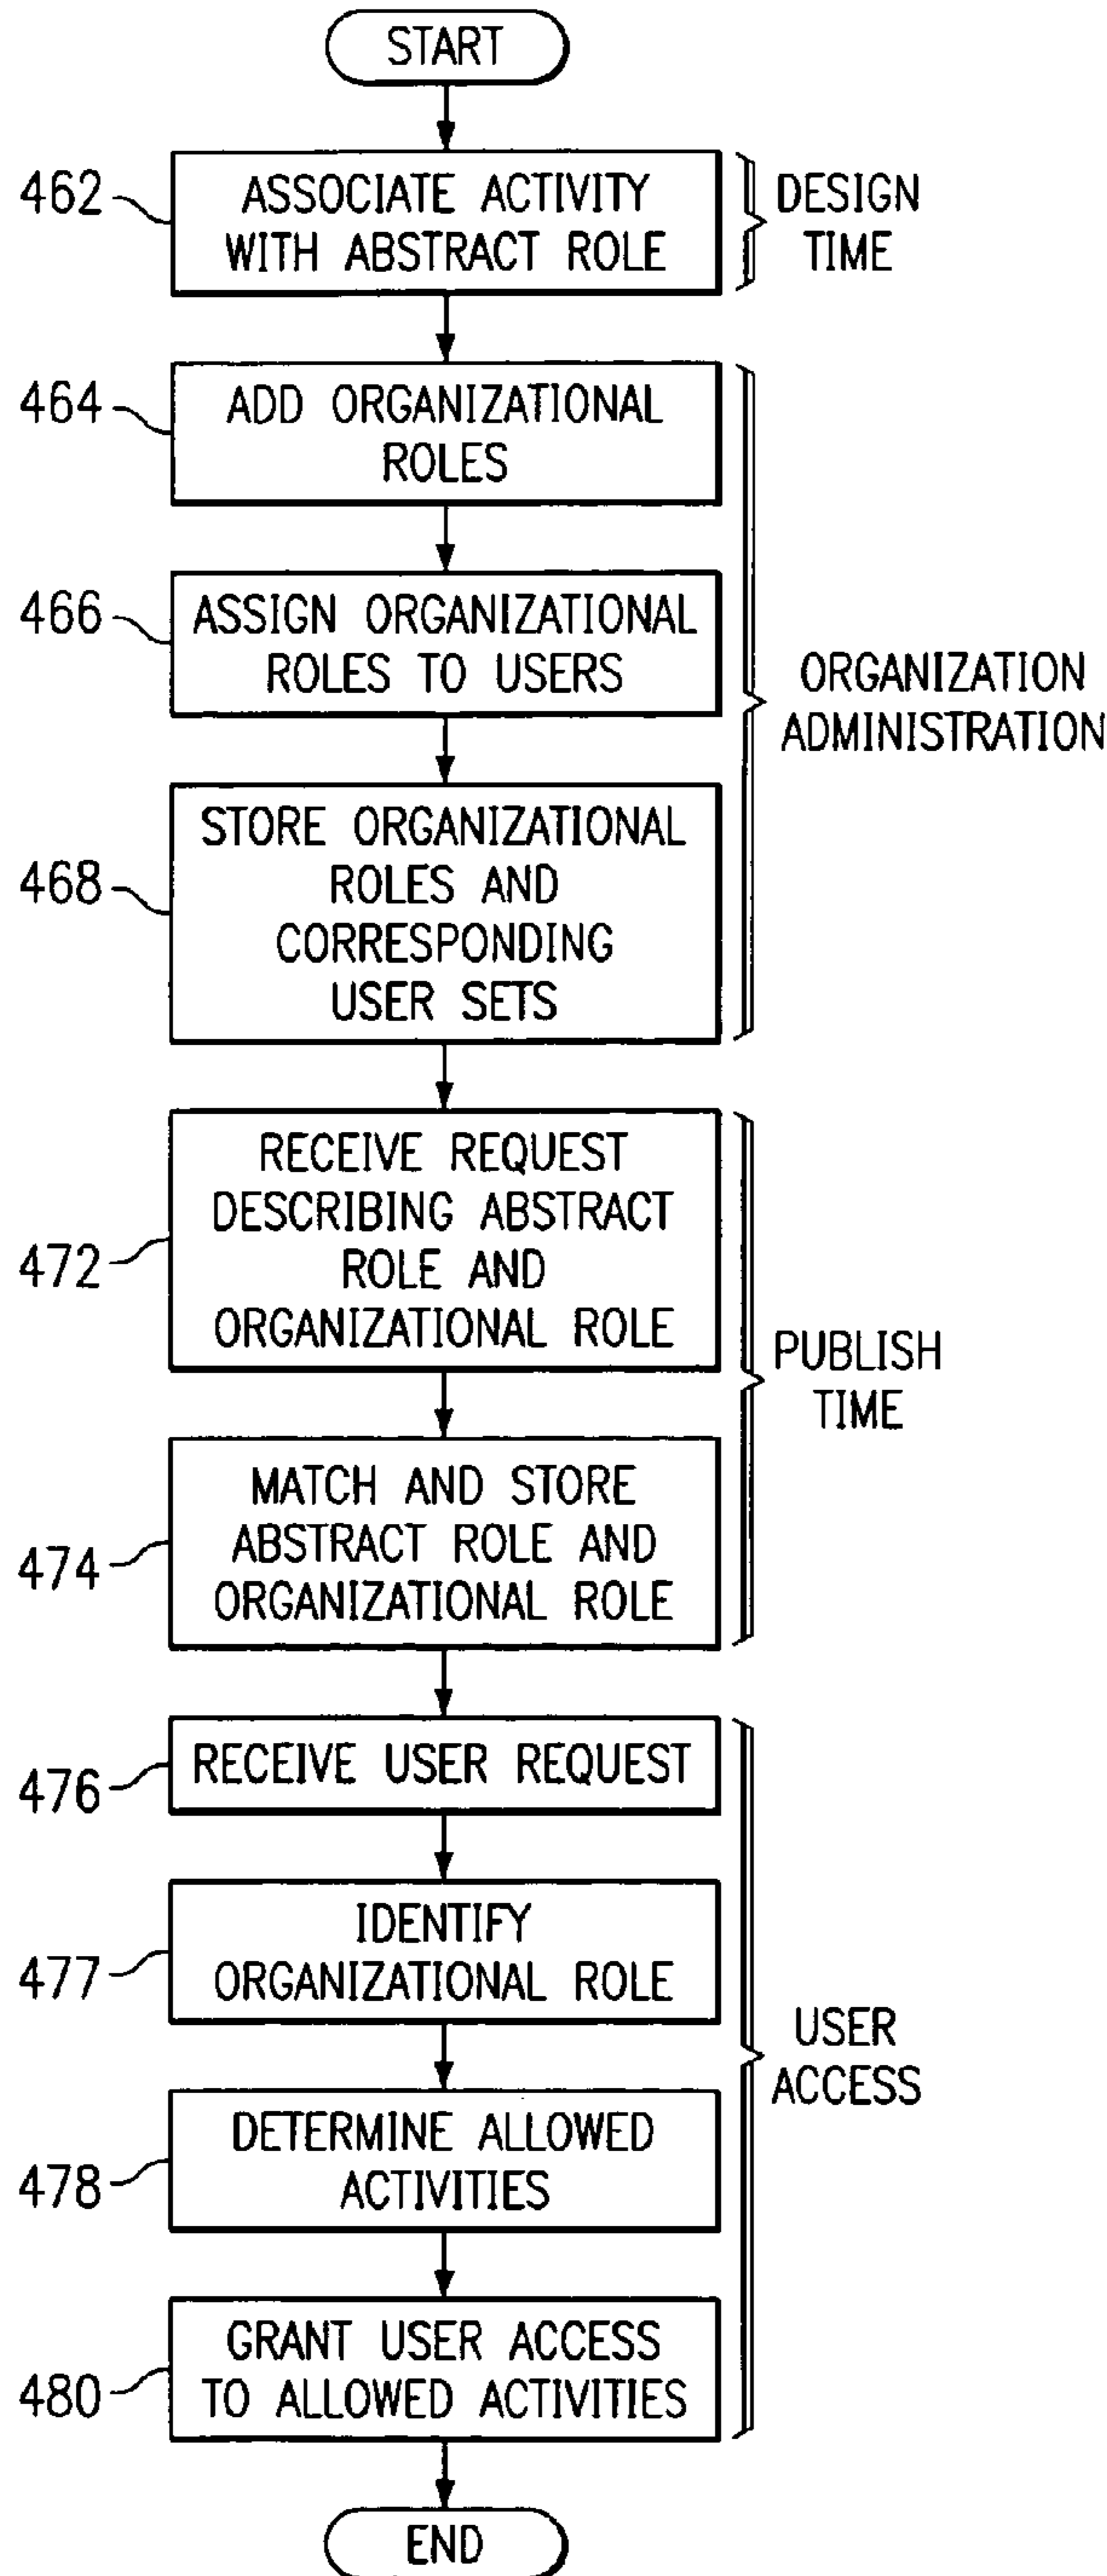 START
462
ASSOCIATE ACTIVITY
WITH ABSTRACT ROLE
DESIGN
TIME
464
ADD ORGANIZATIONAL
ROLES
466
ASSIGN ORGANIZATIONAL
ROLES TO USERS
ORGANIZATION
ADMINISTRATION
468
STORE ORGANIZATIONAL
ROLES AND
CORRESPONDING
USER SETS
472
RECEIVE REQUEST
DESCRIBING ABSTRACT
ROLE AND
ORGANIZATIONAL ROLE
PUBLISH
TIME
474
MATCH AND STORE
ABSTRACT ROLE AND
ORGANIZATIONAL ROLE
476
RECEIVE USER REQUEST
477
IDENTIFY
ORGANIZATIONAL ROLE
USER
ACCESS
478
DETERMINE ALLOWED
ACTIVITIES
480
GRANT USER ACCESS
TO ALLOWED ACTIVITIES
END